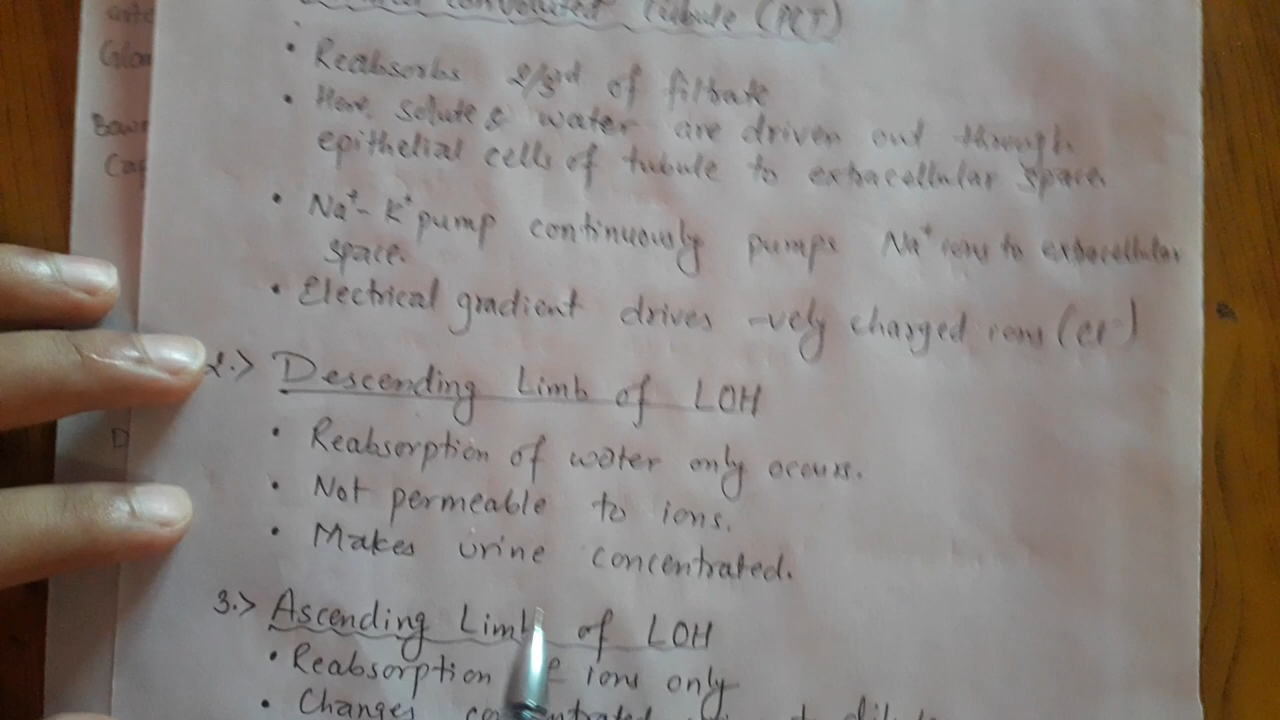 Convoluted Tubule (PCT)
• Reabsorbs 2/3rd of filtrate
• Here, solute & water are driven out through
epithelial cells of tubule to extracellular space.
• Na+- K+ pump continuously pumps Na+ ions to extracellular
space.
• Electrical gradient drives -vely charged ions (Cl-)
2.> Descending Limb of LOH
• Reabsorption of water only occurs.
• Not permeable to ions.
• Makes urine concentrated.
3.> Ascending Limb of LOH
• Reabsorption of ions only
• Changes